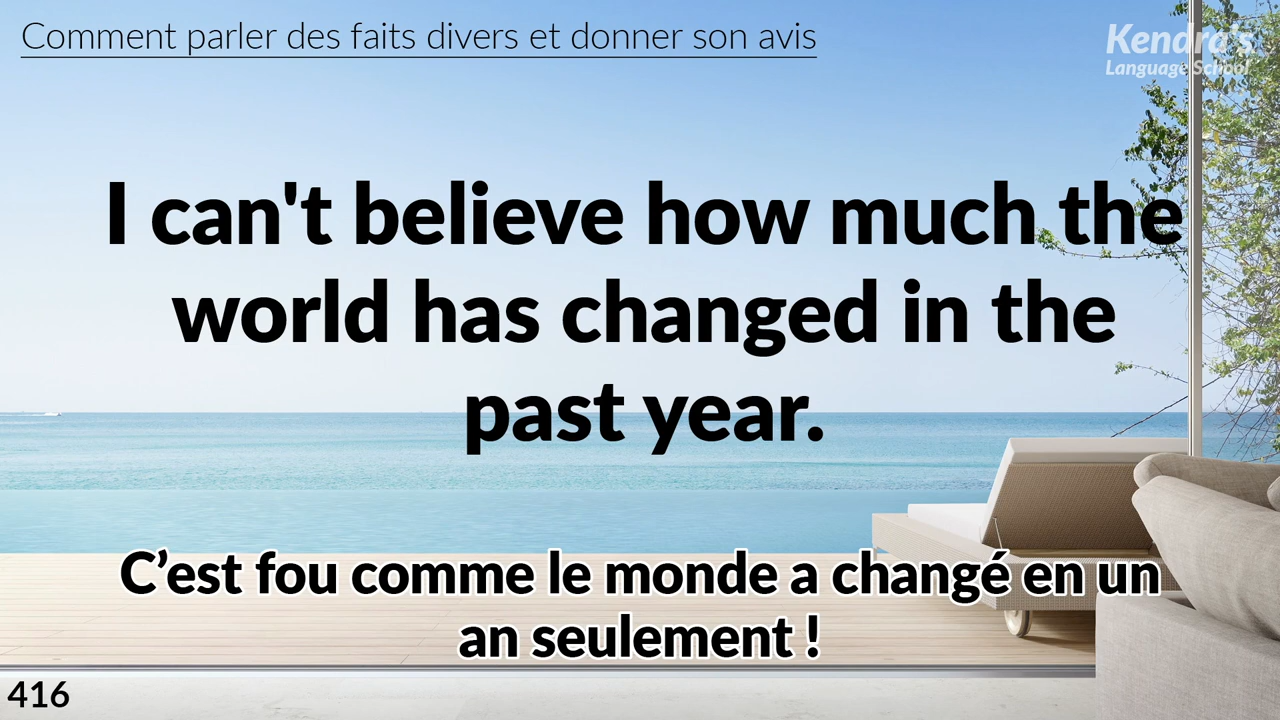 Comment parler des faits divers et donner son avis
Kendra's
Language School
I can't believe how much the
world has changed in the
past year.
C’est fou comme le monde a changé en un
an seulement !
416